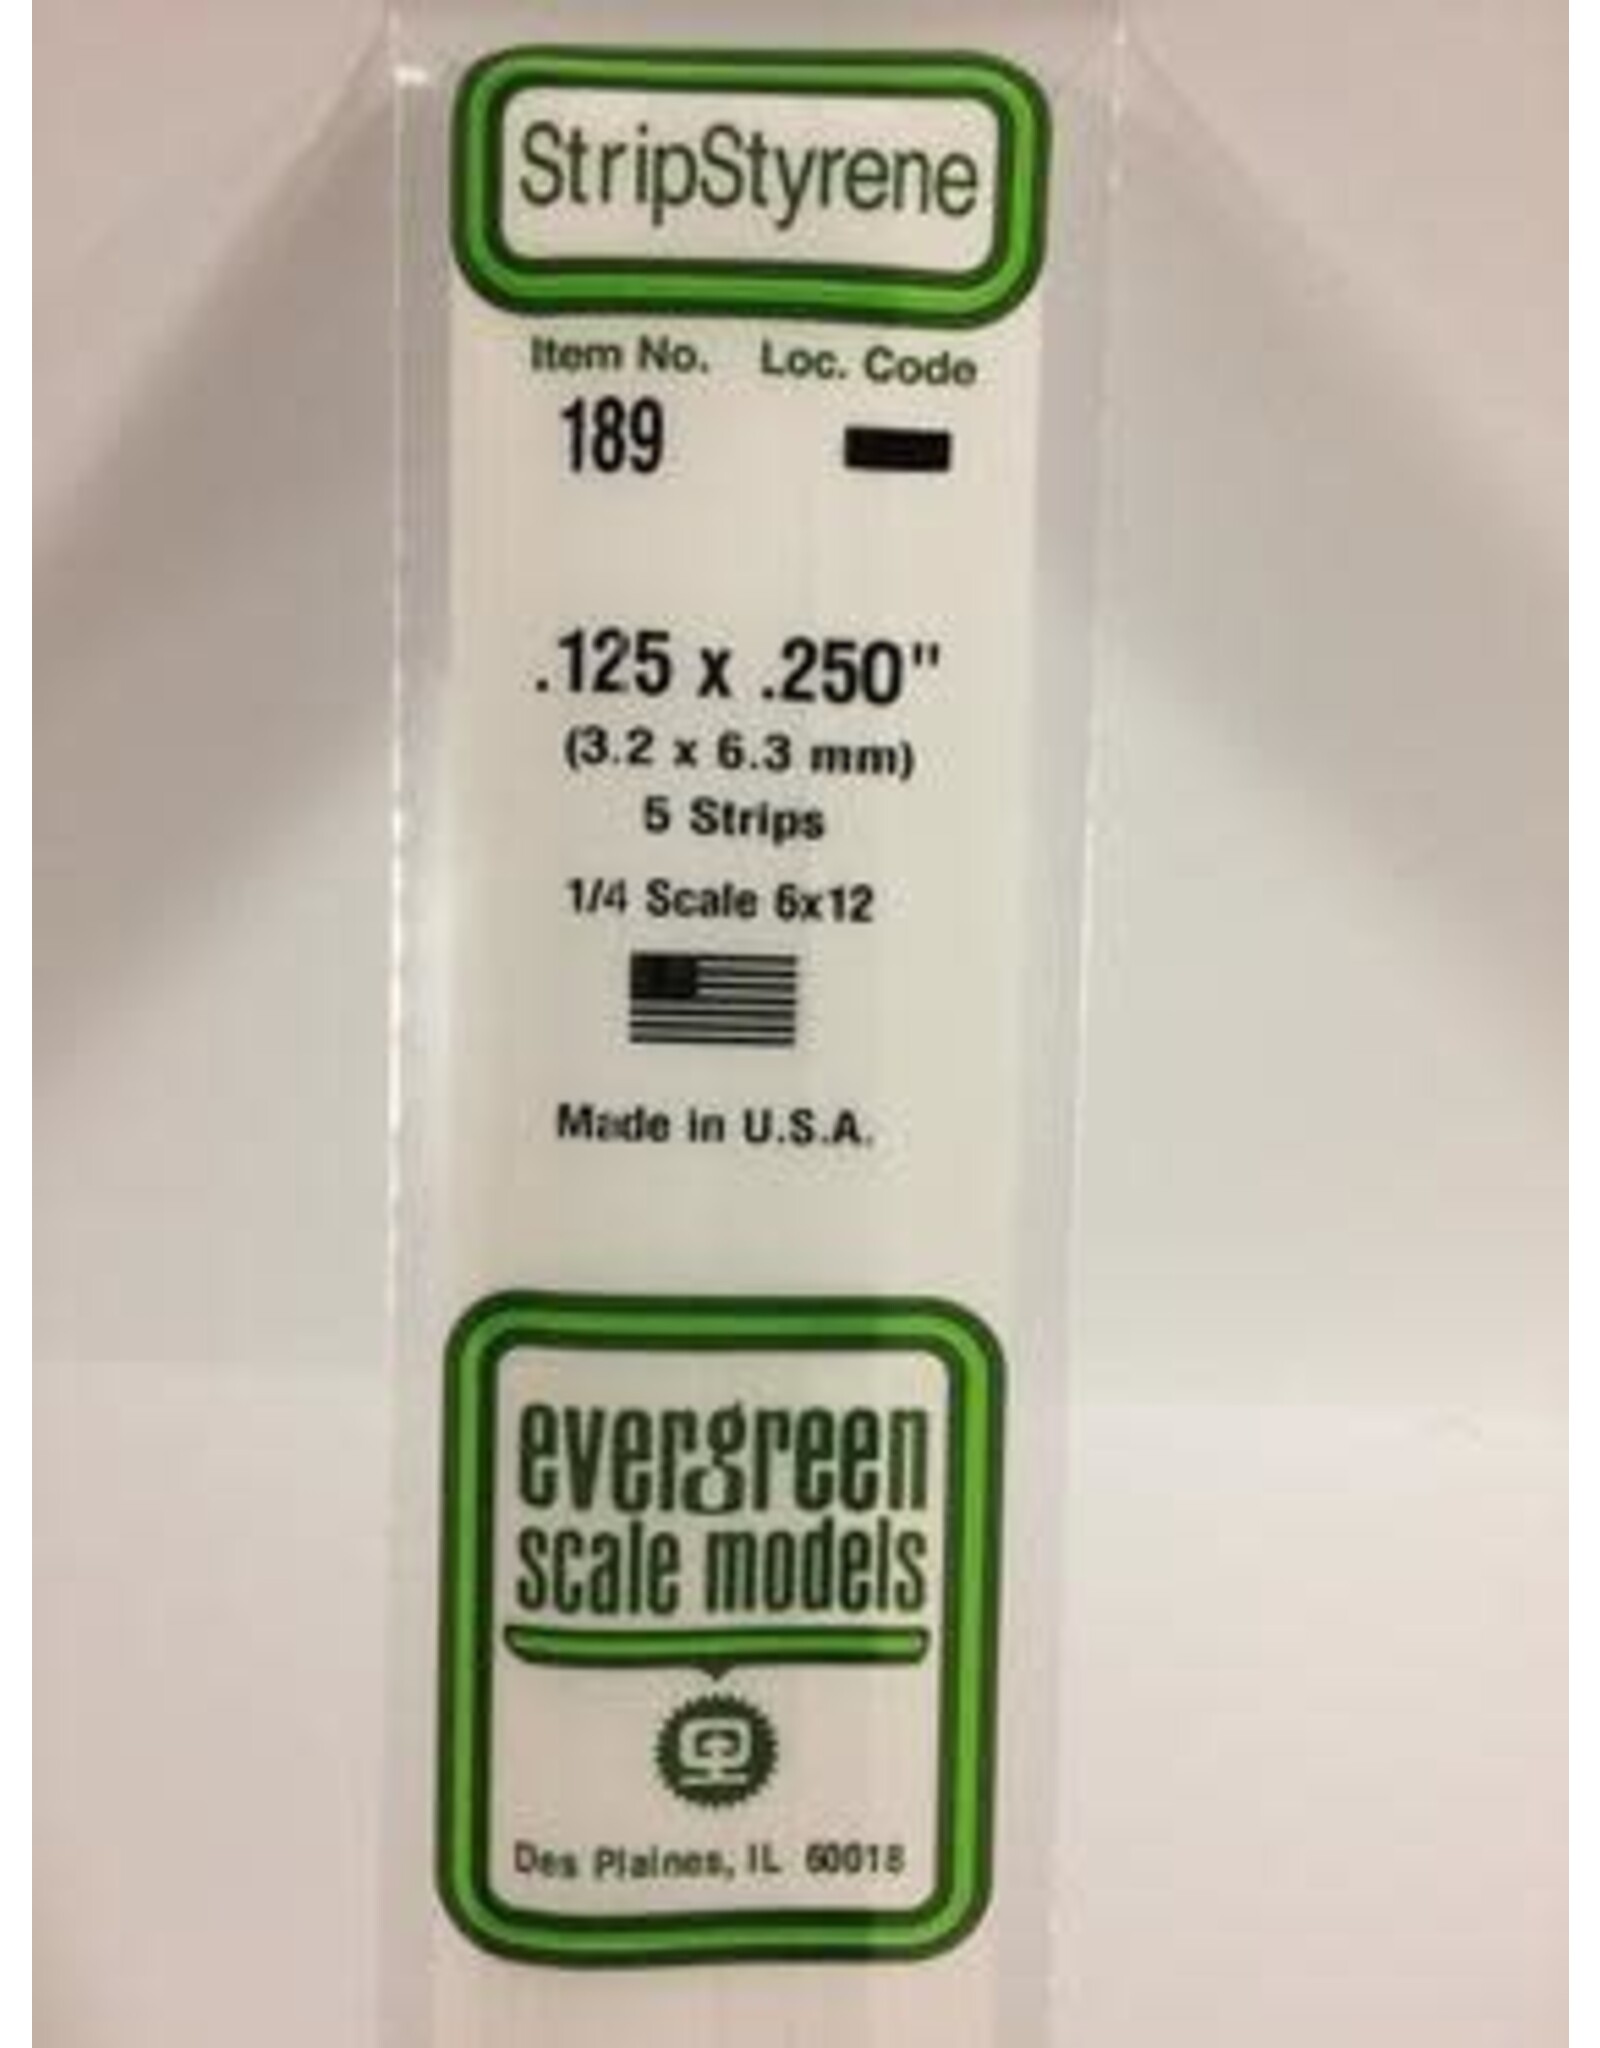 StripStyrene
Item No. Loc. Code
189
.125 x .250"
(3.2 x 6.3 mm)
5 Strips
1/4 Scale 6x12
Made in U.S.A.
evergreen
scale models
Des Plaines, IL 60018